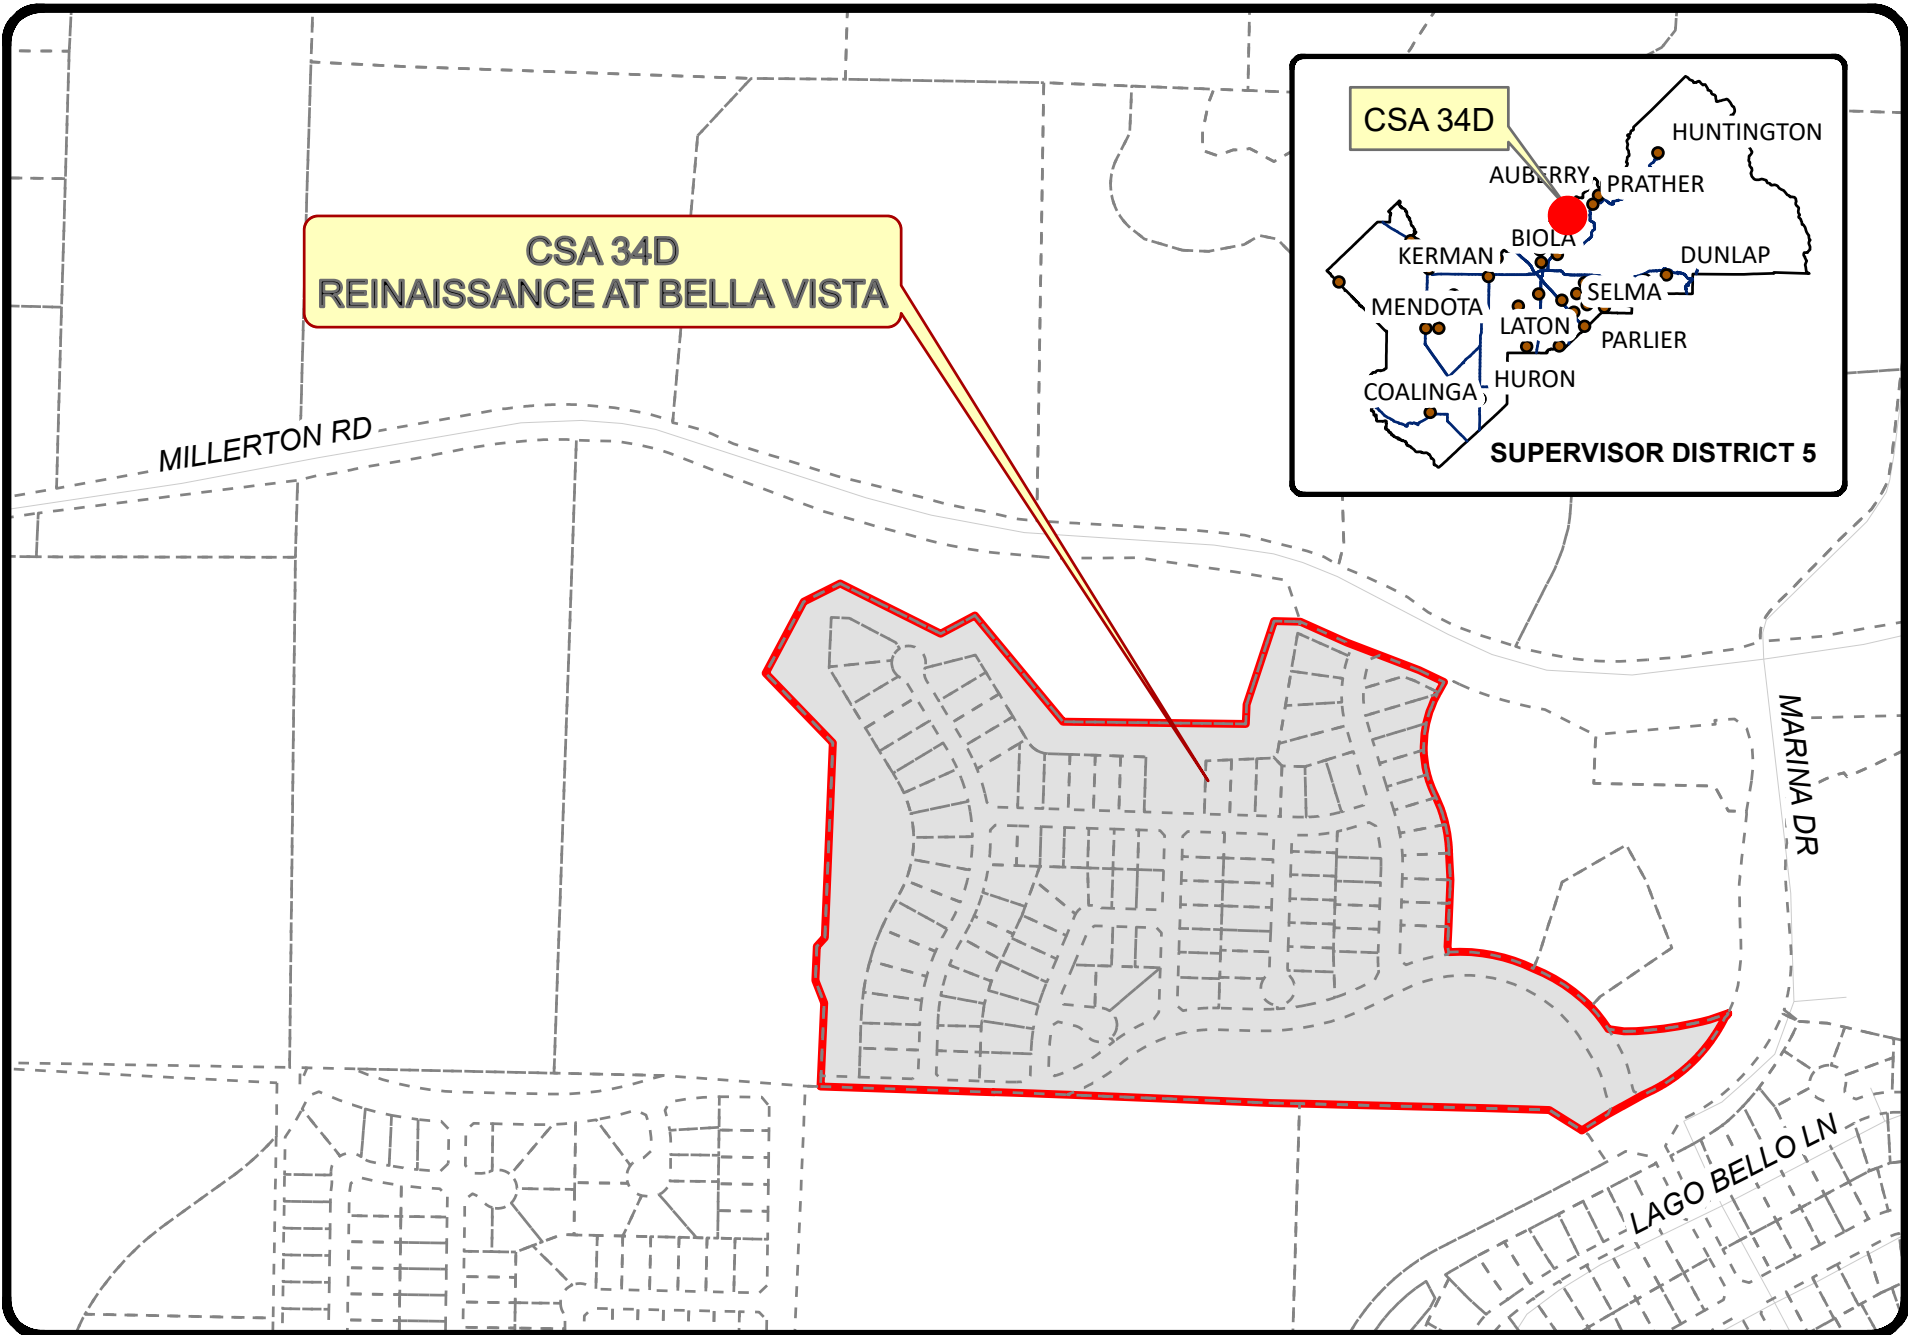 CSA 34D
REINAISSANCE AT BELLA VISTA
MILLERTON RD
MARINA DR
LAGO BELLO LN
CSA 34D
HUNTINGTON
AUBERRY
PRATHER
BIOLA
KERMAN
DUNLAP
SELMA
MENDOTA
LATON
PARLIER
HURON
COALINGA
SUPERVISOR DISTRICT 5